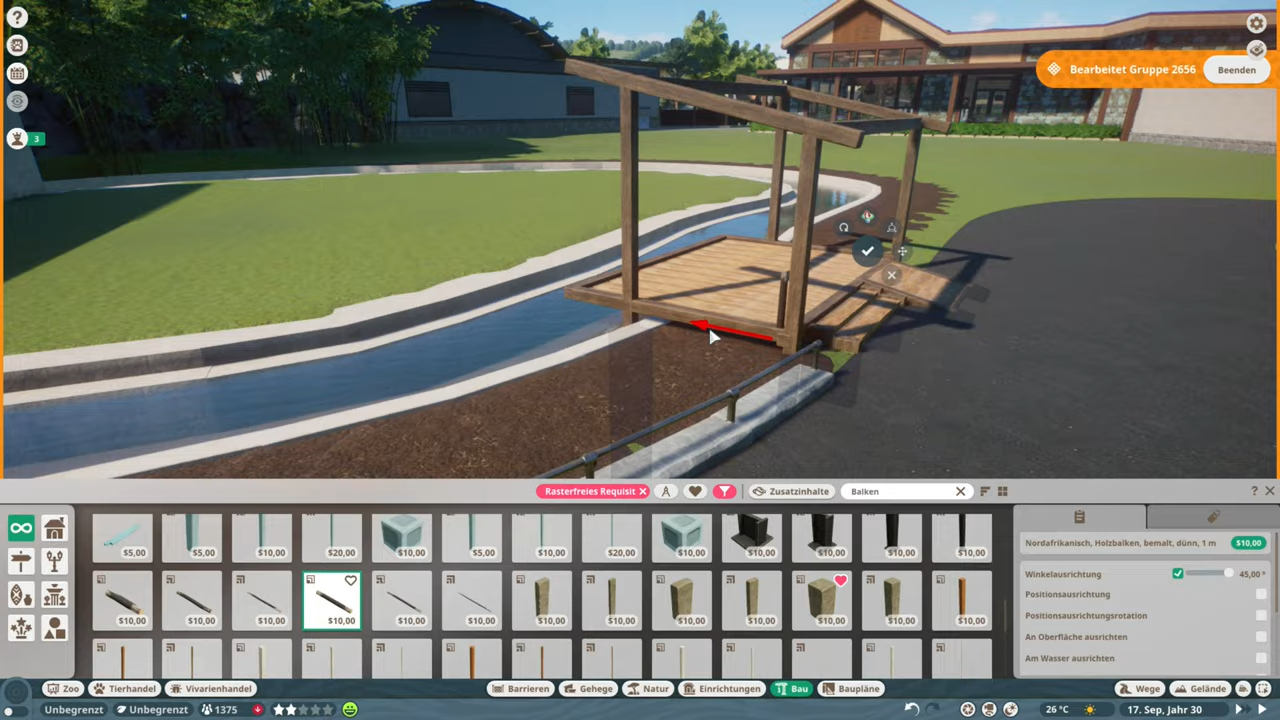 ?
Bearbeitet Gruppe 2656
Beenden
3
Rasterfreies Requisit ×
Zusatzinhalte
Balken
?
$5,00 $5,00 $10,00 $20,00 $10,00 $5,00 $10,00 $20,00 $10,00 $10,00 $10,00 $10,00 $10,00
Nordafrikanisch, Holzbalken, bemalt, dünn, 1 m $10,00
Winkelausrichtung 45,00°
Positionsausrichtung
$10,00 $10,00 $10,00 $10,00 $10,00 $10,00 $10,00 $10,00 $10,00 $10,00 $10,00 $10,00 $10,00
Positionsausrichtungsrotation
An Oberfläche ausrichten
Am Wasser ausrichten
Zoo Tierhandel Vivarienhandel Barrieren Gehege Natur Einrichtungen Bau Baupläne Wege Gelände
Unbegrenzt Unbegrenzt 1375 26 °C 17. Sep, Jahr 30